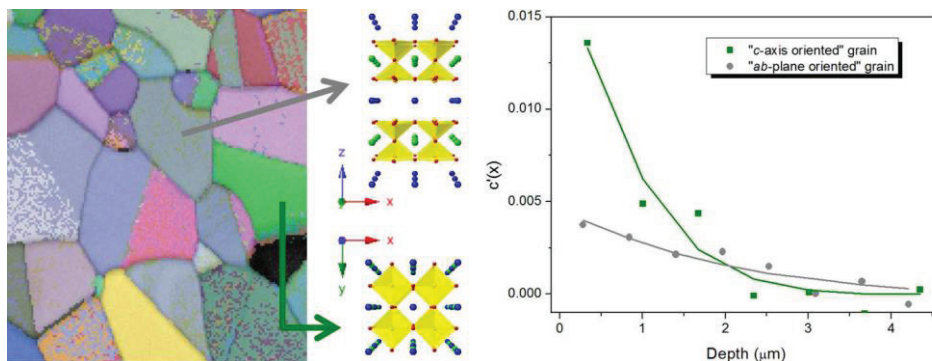 z
y
x
x
y
0.015
0.010
0.005
0.000
c'(x)
"c-axis oriented" grain
"ab-plane oriented" grain
0
1
2
3
4
Depth (μm)